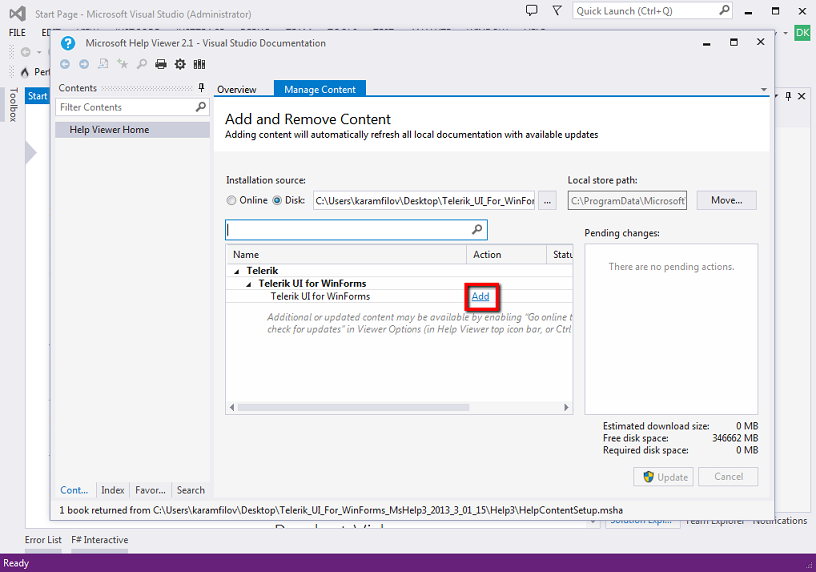 Start Page - Microsoft Visual Studio (Administrator)
Quick Launch (Ctrl+Q)
FILE
DK
Microsoft Help Viewer 2.1 - Visual Studio Documentation
Toolbox
Start
Contents
Overview
Manage Content
Filter Contents
Help Viewer Home
Add and Remove Content
Adding content will automatically refresh all local documentation with available updates
Installation source:
Local store path:
Online
Disk:
C:\Users\karamfilov\Desktop\Telerik_UI_For_WinFor
...
C:\ProgramData\Microsoft
Move...
Pending changes:
Name
Action
Statu
There are no pending actions.
Telerik
Telerik UI for WinForms
Telerik UI for WinForms
Add
Additional or updated content may be available by enabling "Go online t
check for updates" in Viewer Options (in Help Viewer top icon bar, or Ctrl
Estimated download size:
0 MB
Free disk space:
346662 MB
Required disk space:
0 MB
Update
Cancel
Cont...
Index
Favor...
Search
1 book returned from C:\Users\karamfilov\Desktop\Telerik_UI_For_WinForms_MsHelp3_2013_3_01_15\Help3\HelpContentSetup.msha
Solution Expl...
Team Explorer
Notifications
Error List
F# Interactive
Ready